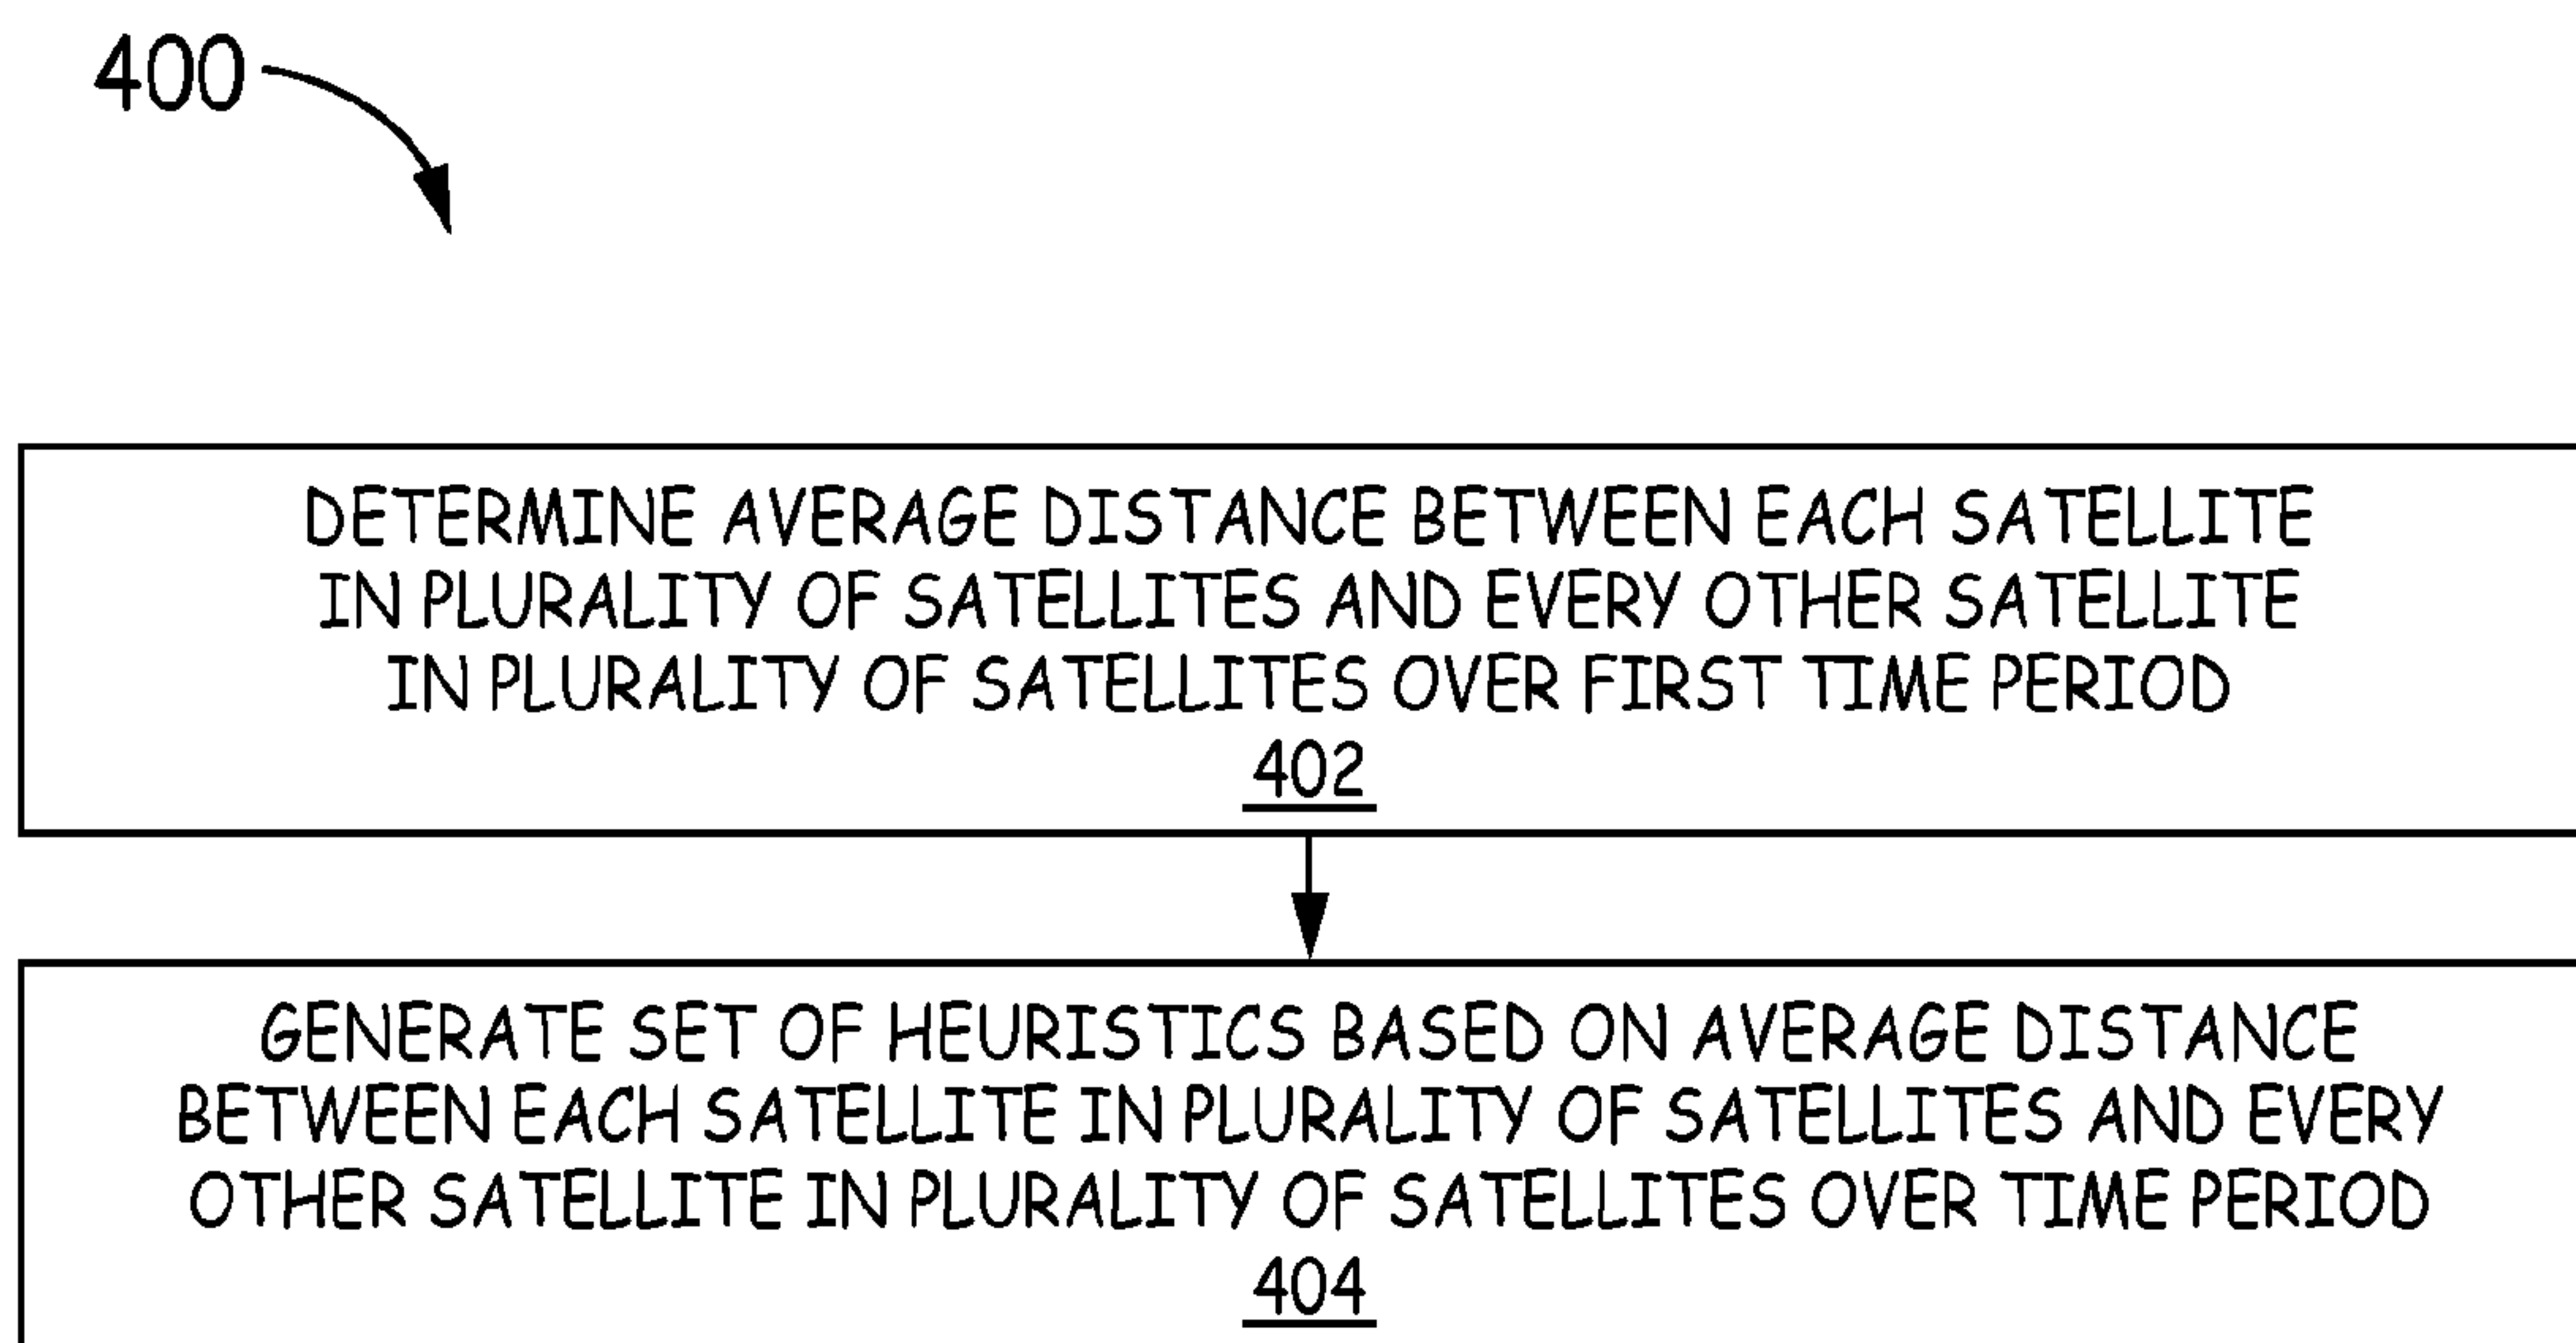 400
DETERMINE AVERAGE DISTANCE BETWEEN EACH SATELLITE
IN PLURALITY OF SATELLITES AND EVERY OTHER SATELLITE
IN PLURALITY OF SATELLITES OVER FIRST TIME PERIOD
402
GENERATE SET OF HEURISTICS BASED ON AVERAGE DISTANCE
BETWEEN EACH SATELLITE IN PLURALITY OF SATELLITES AND EVERY
OTHER SATELLITE IN PLURALITY OF SATELLITES OVER TIME PERIOD
404